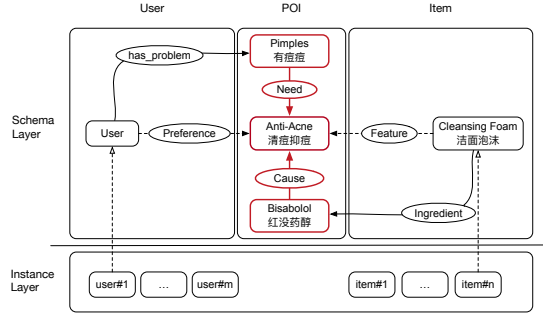 User
POI
Item
has_problem
Pimples
有痘痘
Need
Schema
Layer
User
Preference
Anti-Acne
清痘抑痘
Feature
Cleansing Foam
洁面泡沫
Cause
Bisabolol
红没药醇
Ingredient
Instance
Layer
user#1
...
user#m
item#1
...
item#n